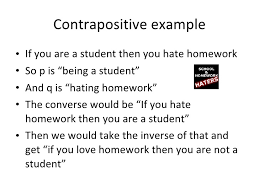 Contrapositive example
• If you are a student then you hate homework
• So p is “being a student”
• And q is “hating homework”
• The converse would be “If you hate
homework then you are a student”
• Then we would take the inverse of that and
get “if you love homework then you are not a
student”
SCHOOL
HOMEWORK
HATERS